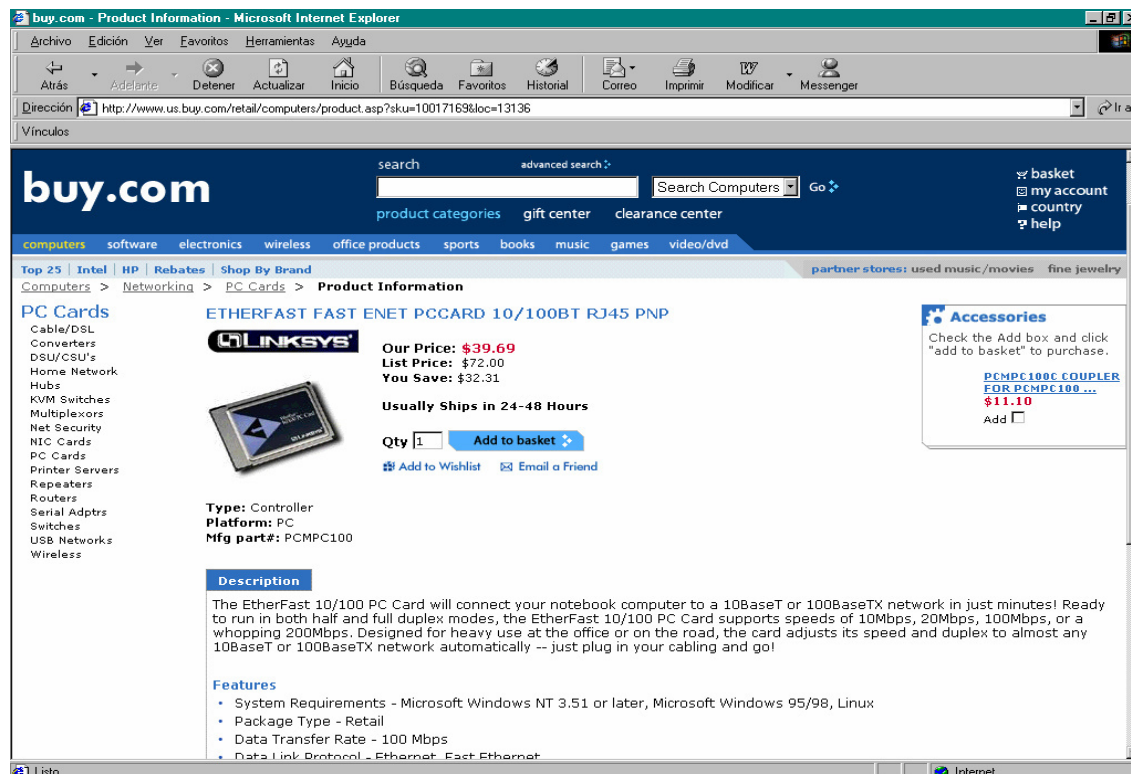 buy.com - Product Information - Microsoft Internet Explorer
Archivo Edición Ver Favoritos Herramientas Ayuda
Atrás Adelante Detener Actualizar Inicio Búsqueda Favoritos Historial Correo Imprimir Modificar Messenger
Dirección http://www.us.buy.com/retail/computers/product.asp?sku=10017169&loc=13136 Ir a
Vínculos
buy.com
search advanced search
Search Computers Go
product categories gift center clearance center
basket
my account
country
help
computers software electronics wireless office products sports books music games video/dvd
Top 25 | Intel | HP | Rebates | Shop By Brand
partner stores: used music/movies fine jewelry
Computers > Networking > PC Cards > Product Information
PC Cards
Cable/DSL
Converters
DSU/CSU's
Home Network
Hubs
KVM Switches
Multiplexors
Net Security
NIC Cards
PC Cards
Printer Servers
Repeaters
Routers
Serial Adptrs
Switches
USB Networks
Wireless
ETHERFAST FAST ENET PCCARD 10/100BT RJ45 PNP
LINKSYS
Our Price: $39.69
List Price: $72.00
You Save: $32.31
Usually Ships in 24-48 Hours
Qty 1 Add to basket
Add to Wishlist Email a Friend
Type: Controller
Platform: PC
Mfg part#: PCMPC100
Accessories
Check the Add box and click
"add to basket" to purchase.
PCMPC100C COUPLER
FOR PCMPC100 ...
$11.10
Add
Description
The EtherFast 10/100 PC Card will connect your notebook computer to a 10BaseT or 100BaseTX network in just minutes! Ready
to run in both half and full duplex modes, the EtherFast 10/100 PC Card supports speeds of 10Mbps, 20Mbps, 100Mbps, or a
whopping 200Mbps. Designed for heavy use at the office or on the road, the card adjusts its speed and duplex to almost any
10BaseT or 100BaseTX network automatically -- just plug in your cabling and go!
Features
• System Requirements - Microsoft Windows NT 3.51 or later, Microsoft Windows 95/98, Linux
• Package Type - Retail
• Data Transfer Rate - 100 Mbps
• Data Link Protocol - Ethernet, Fast Ethernet
Listo Internet